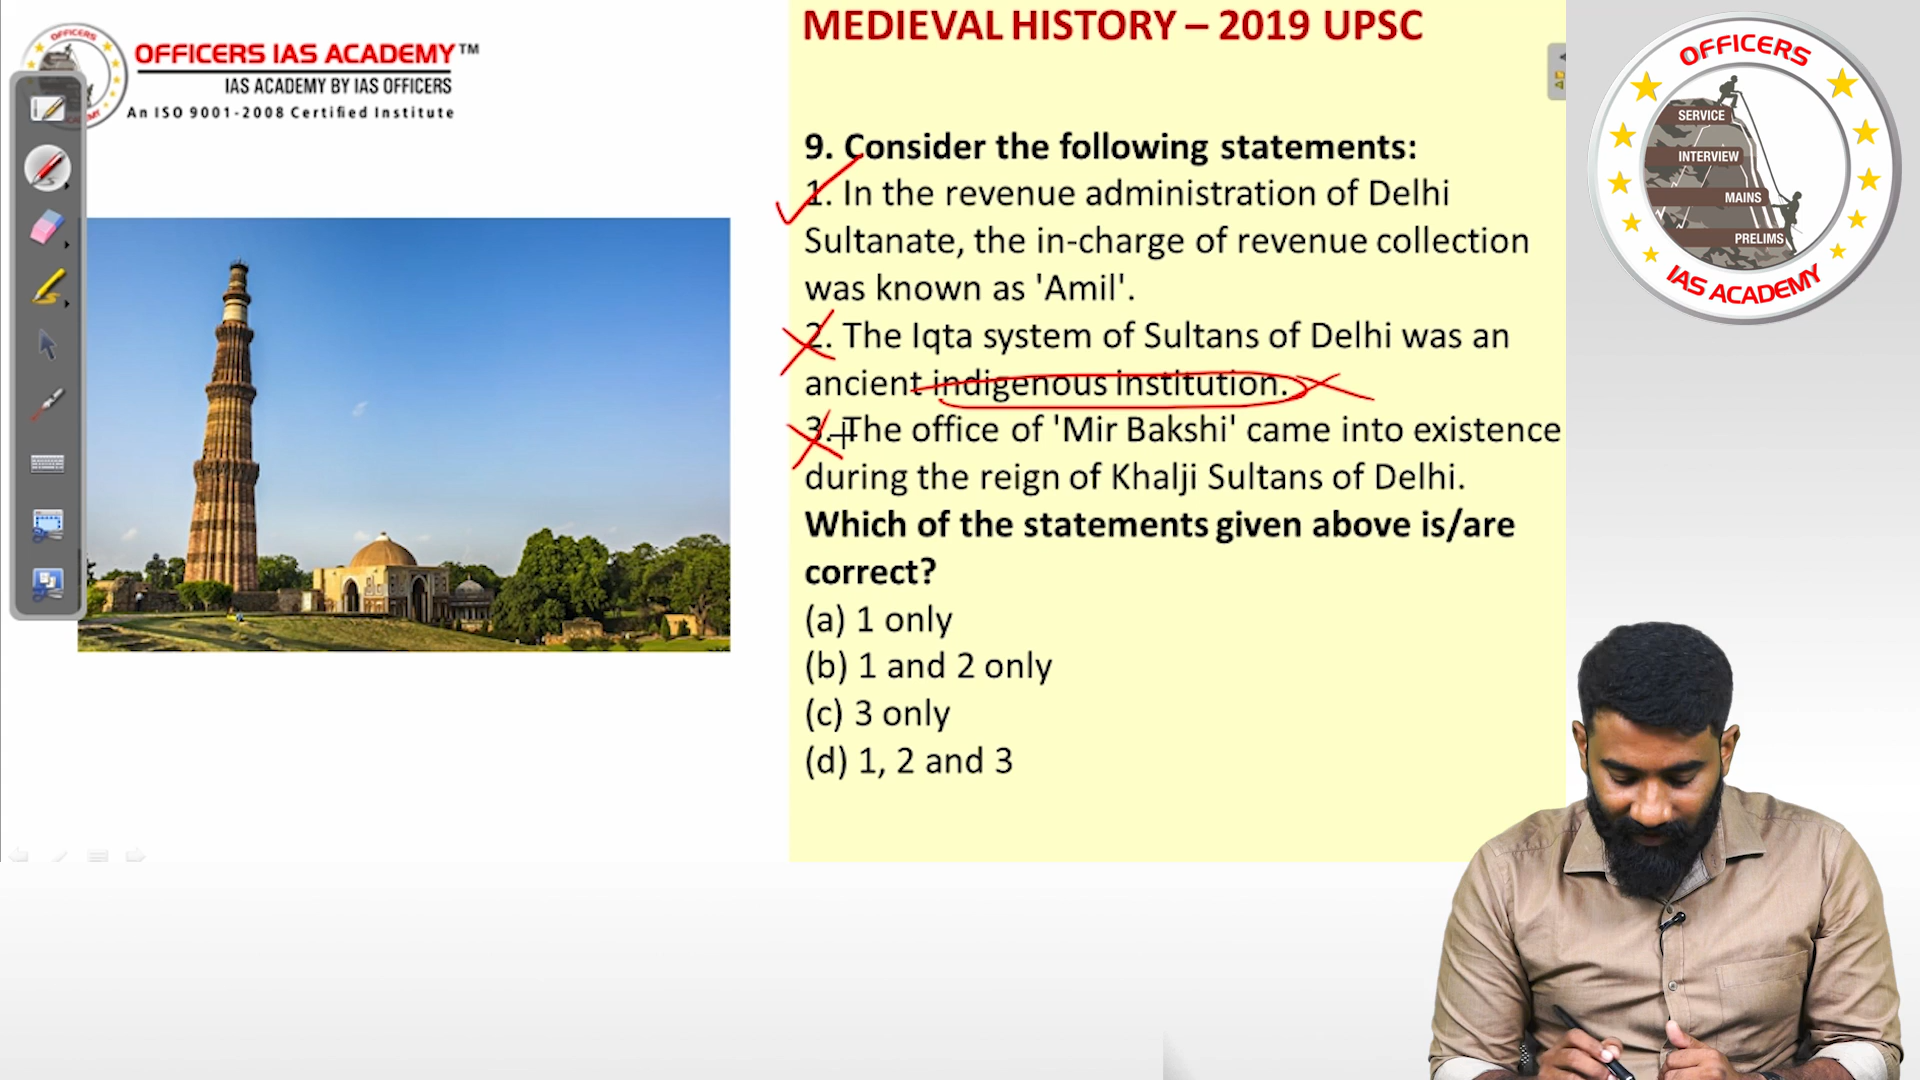 OFFICERS IAS ACADEMY™
IAS ACADEMY BY IAS OFFICERS
An ISO 9001-2008 Certified Institute
MEDIEVAL HISTORY – 2019 UPSC
9. Consider the following statements:
1. In the revenue administration of Delhi
Sultanate, the in-charge of revenue collection
was known as 'Amil'.
2. The Iqta system of Sultans of Delhi was an
ancient indigenous institution.
3. The office of 'Mir Bakshi' came into existence
during the reign of Khalji Sultans of Delhi.
Which of the statements given above is/are
correct?
(a) 1 only
(b) 1 and 2 only
(c) 3 only
(d) 1, 2 and 3
OFFICERS
SERVICE
INTERVIEW
MAINS
PRELIMS
IAS ACADEMY